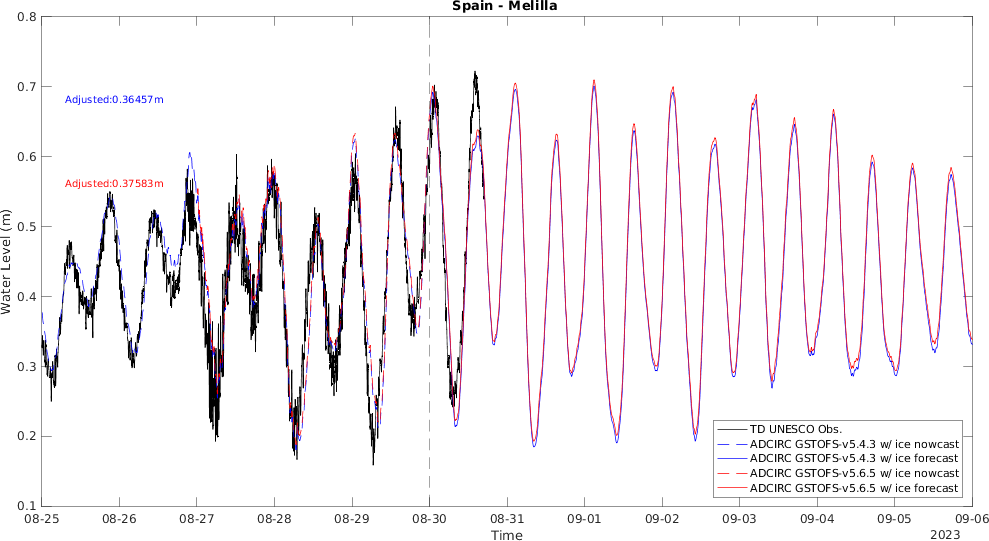 Spain - Melilla
0.8
0.7
0.6
0.5
0.4
0.3
0.2
0.1
Water Level (m)
Adjusted:0.36457m
Adjusted:0.37583m
TD UNESCO Obs.
ADCIRC GSTOFS-v5.4.3 w/ ice nowcast
ADCIRC GSTOFS-v5.4.3 w/ ice forecast
ADCIRC GSTOFS-v5.6.5 w/ ice nowcast
ADCIRC GSTOFS-v5.6.5 w/ ice forecast
08-25 08-26 08-27 08-28 08-29 08-30 08-31 09-01 09-02 09-03 09-04 09-05 09-06
Time
2023